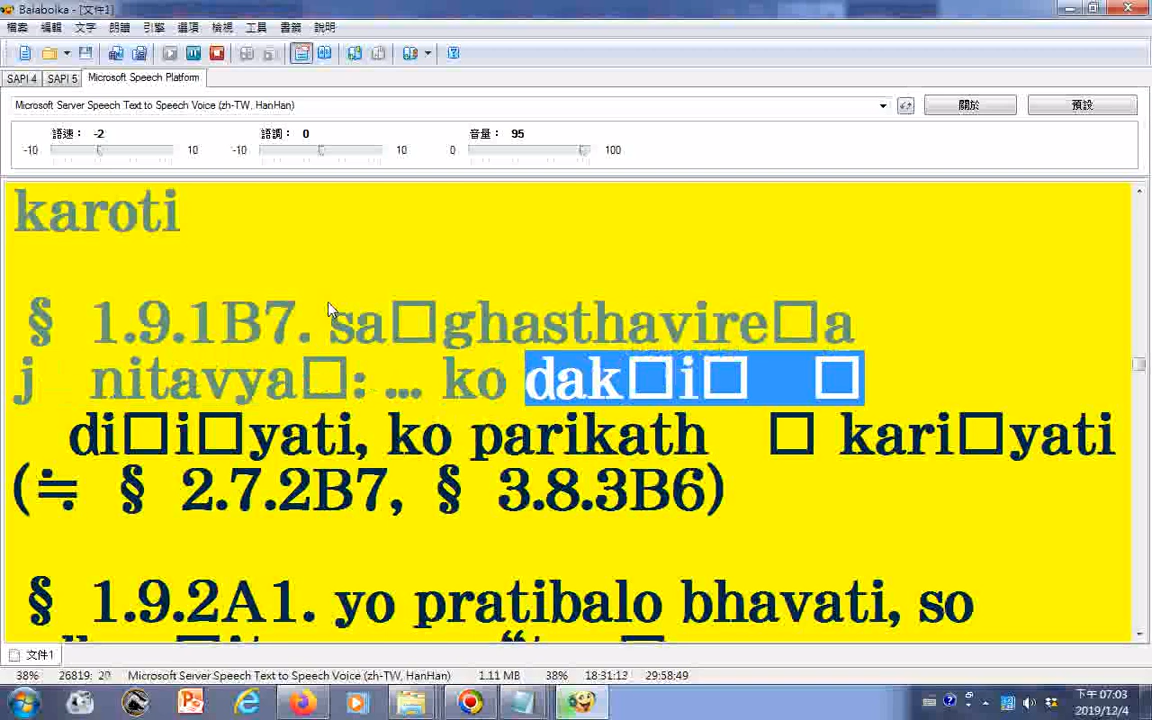 Balabolka - [文件1]
檔案 編輯 文字 朗讀 引擎 選項 檢視 工具 書籤 說明
SAPI 4 SAPI 5 Microsoft Speech Platform
Microsoft Server Speech Text to Speech Voice (zh-TW, HanHan) 關於 預設
語速： -2 語調： 0 音量： 95
-10 10 -10 10 0 100
karoti
§ 1.9.1B7. sa□ghasthavire□a
j nitavya□: ... ko dak□i□ □
di□i□yati, ko parikath □ kari□yati
(≒ § 2.7.2B7, § 3.8.3B6)
§ 1.9.2A1. yo pratibalo bhavati, so
文件1
38% 26819: 20 Microsoft Server Speech Text to Speech Voice (zh-TW, HanHan) 1.11 MB 38% 18:31:13 29:58:49
下午 07:03
2019/12/4